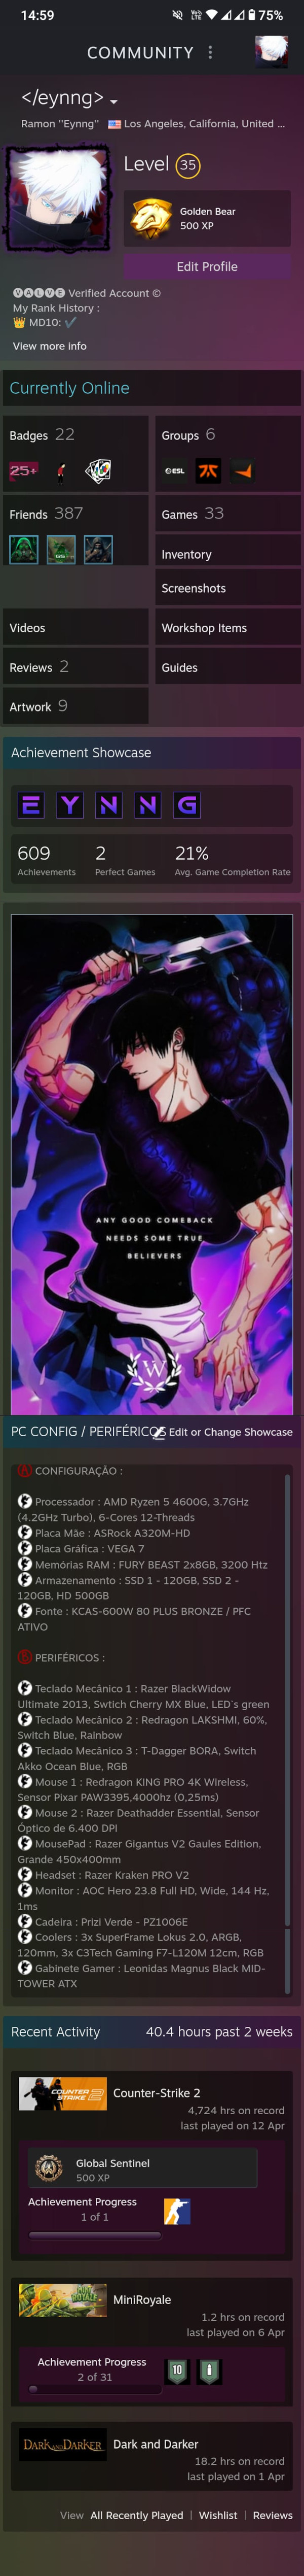 14:59
75%
COMMUNITY
</eynng>
Ramon "Eynng" Los Angeles, California, United ...
Level 35
Golden Bear
500 XP
Edit Profile
🅥🅐🅛🅥🅔 Verified Account ©
My Rank History :
👑 MD10: ✔️
View more info
Currently Online
Badges 22
Groups 6
25+
ESL
Friends 387
Games 33
Inventory
Screenshots
Videos
Workshop Items
Reviews 2
Guides
Artwork 9
Achievement Showcase
E Y N N G
609
2
21%
Achievements
Perfect Games
Avg. Game Completion Rate
ANY GOOD COMEBACK
NEEDS SOME TRUE
BELIEVERS
W
PC CONFIG / PERIFÉRICOS Edit or Change Showcase
CONFIGURAÇÃO :
Processador : AMD Ryzen 5 4600G, 3.7GHz
(4.2GHz Turbo), 6-Cores 12-Threads
Placa Mãe : ASRock A320M-HD
Placa Gráfica : VEGA 7
Memórias RAM : FURY BEAST 2x8GB, 3200 Htz
Armazenamento : SSD 1 - 120GB, SSD 2 -
120GB, HD 500GB
Fonte : KCAS-600W 80 PLUS BRONZE / PFC
ATIVO
PERIFÉRICOS :
Teclado Mecânico 1 : Razer BlackWidow
Ultimate 2013, Swtich Cherry MX Blue, LED´s green
Teclado Mecânico 2 : Redragon LAKSHMI, 60%,
Switch Blue, Rainbow
Teclado Mecânico 3 : T-Dagger BORA, Switch
Akko Ocean Blue, RGB
Mouse 1 : Redragon KING PRO 4K Wireless,
Sensor Pixar PAW3395,4000hz (0,25ms)
Mouse 2 : Razer Deathadder Essential, Sensor
Óptico de 6.400 DPI
MousePad : Razer Gigantus V2 Gaules Edition,
Grande 450x400mm
Headset : Razer Kraken PRO V2
Monitor : AOC Hero 23.8 Full HD, Wide, 144 Hz,
1ms
Cadeira : Prizi Verde - PZ1006E
Coolers : 3x SuperFrame Lokus 2.0, ARGB,
120mm, 3x C3Tech Gaming F7-L120M 12cm, RGB
Gabinete Gamer : Leonidas Magnus Black MID-
TOWER ATX
Recent Activity 40.4 hours past 2 weeks
COUNTER STRIKE 2
Counter-Strike 2
4,724 hrs on record
last played on 12 Apr
Global Sentinel
500 XP
Achievement Progress
1 of 1
MINI ROYALE
MiniRoyale
1.2 hrs on record
last played on 6 Apr
Achievement Progress
2 of 31
10
DARK AND DARKER
Dark and Darker
18.2 hrs on record
last played on 1 Apr
View All Recently Played | Wishlist | Reviews